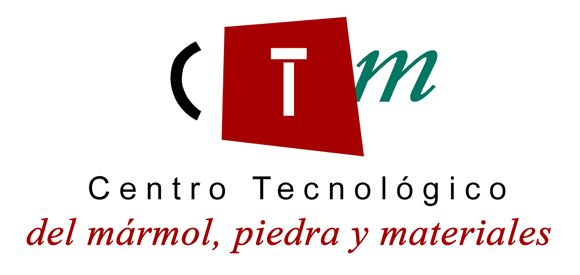 CTm
Centro Tecnológico
del mármol, piedra y materiales